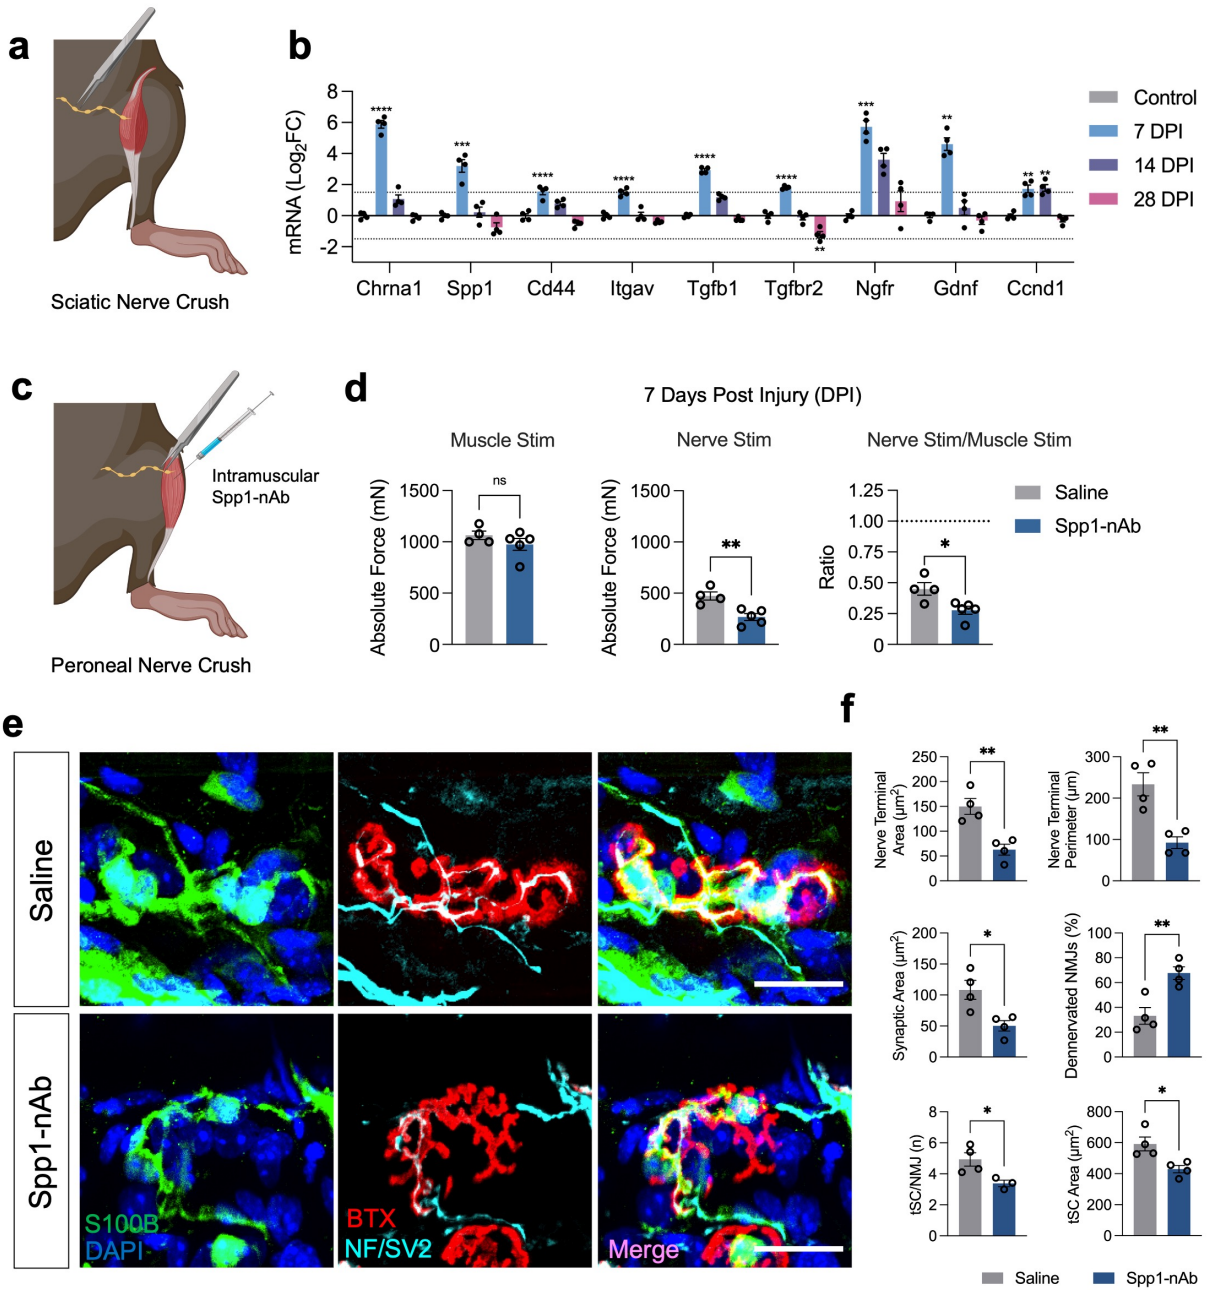 a
Sciatic Nerve Crush
b
mRNA (Log2FC)
8
6
4
2
0
-2
****
***
****
****
****
****
**
***
**
**
**
Chrna1
Spp1
Cd44
Itgav
Tgfb1
Tgfbr2
Ngfr
Gdnf
Ccnd1
Control
7 DPI
14 DPI
28 DPI
c
Intramuscular
Spp1-nAb
Peroneal Nerve Crush
d
7 Days Post Injury (DPI)
Muscle Stim
Absolute Force (mN)
1500
1000
500
0
ns
Nerve Stim
Absolute Force (mN)
1500
1000
500
0
**
Nerve Stim/Muscle Stim
Ratio
1.25
1.00
0.75
0.50
0.25
0
*
Saline
Spp1-nAb
e
Saline
Spp1-nAb
S100B
DAPI
BTX
NF/SV2
Merge
f
Nerve Terminal
Area (µm2)
250
200
150
100
50
0
**
Nerve Terminal
Perimeter (µm)
300
200
100
0
**
Synaptic Area (µm2)
200
150
100
50
0
*
Dennervated NMJs (%)
100
80
60
40
20
0
**
tSC/NMJ (n)
8
6
4
2
0
*
tSC Area (µm2)
800
600
400
200
0
*
Saline
Spp1-nAb